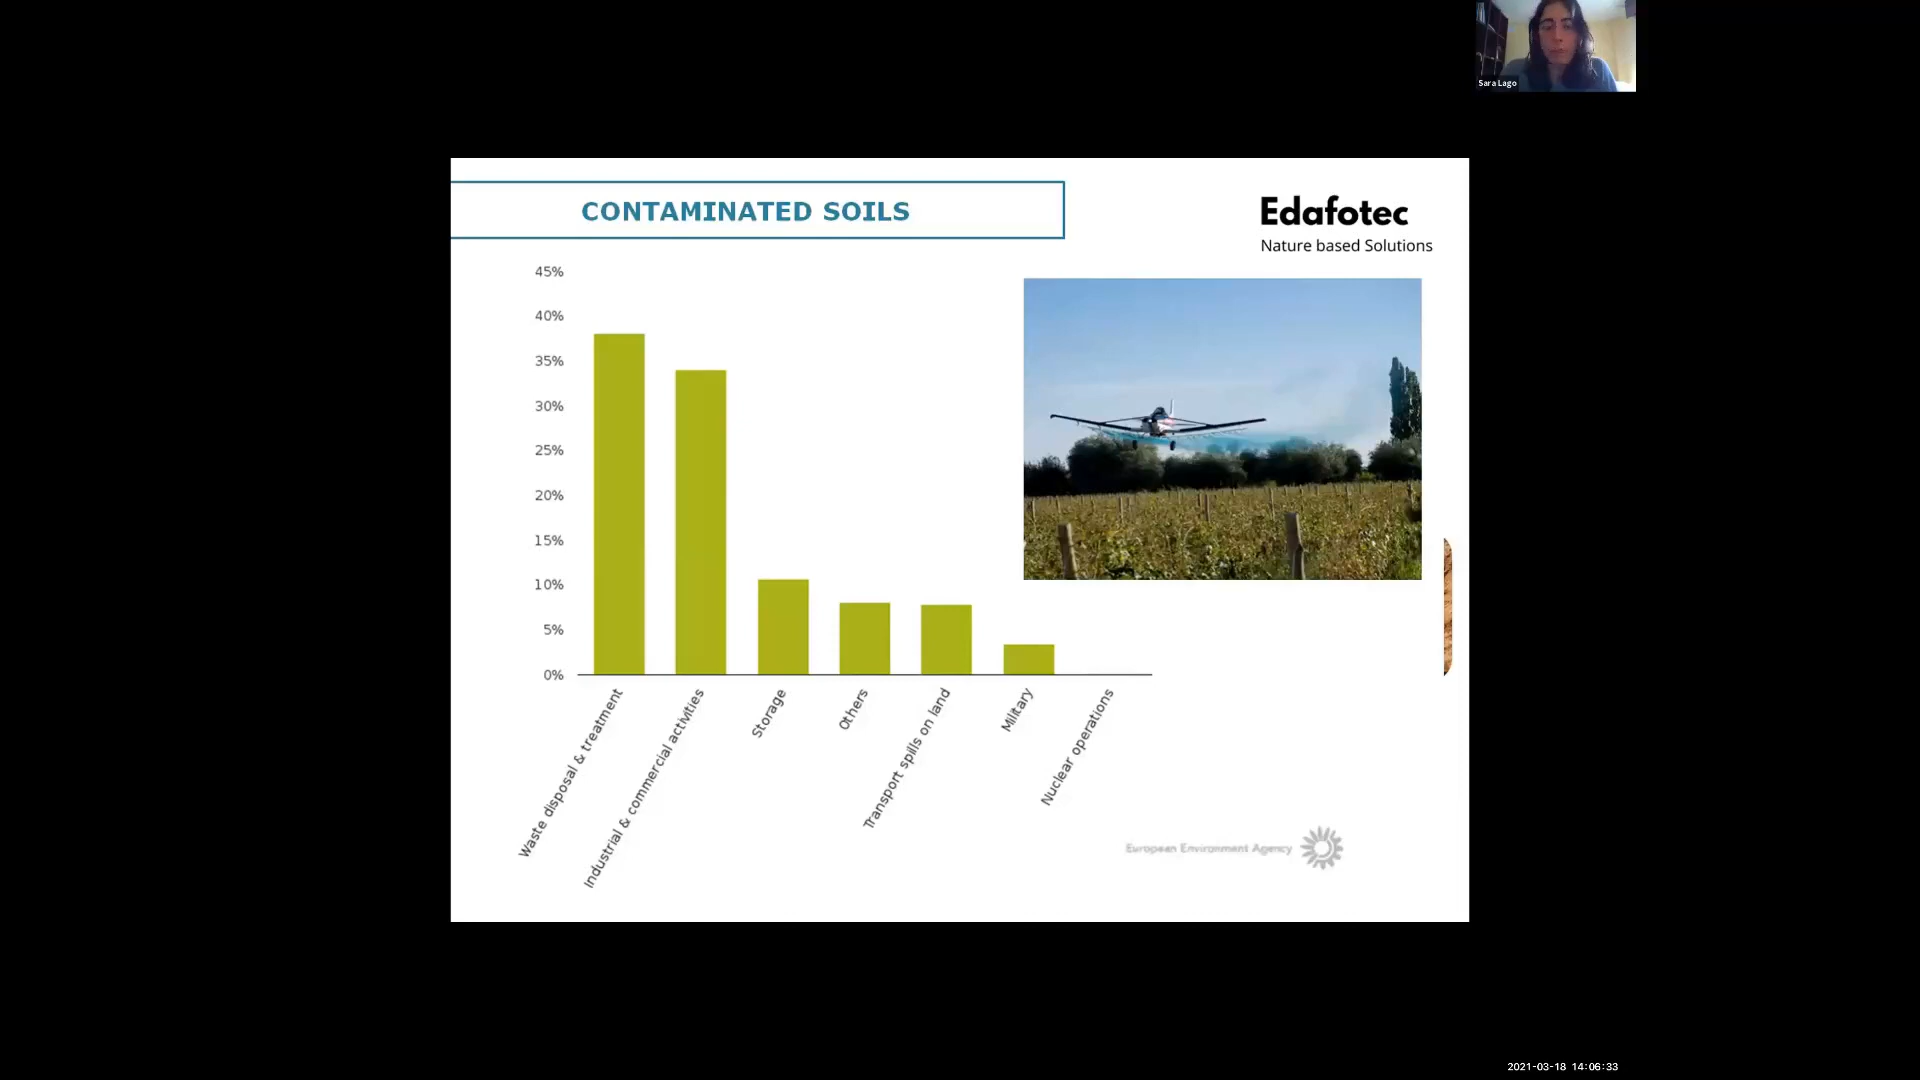 Sara Lago
CONTAMINATED SOILS
Edafotec
Nature based Solutions
45%
40%
35%
30%
25%
20%
15%
10%
5%
0%
Waste disposal & treatment
Industrial & commercial activities
Storage
Others
Transport spills on land
Military
Nuclear operations
European Environment Agency
2021-03-18 14:06:33